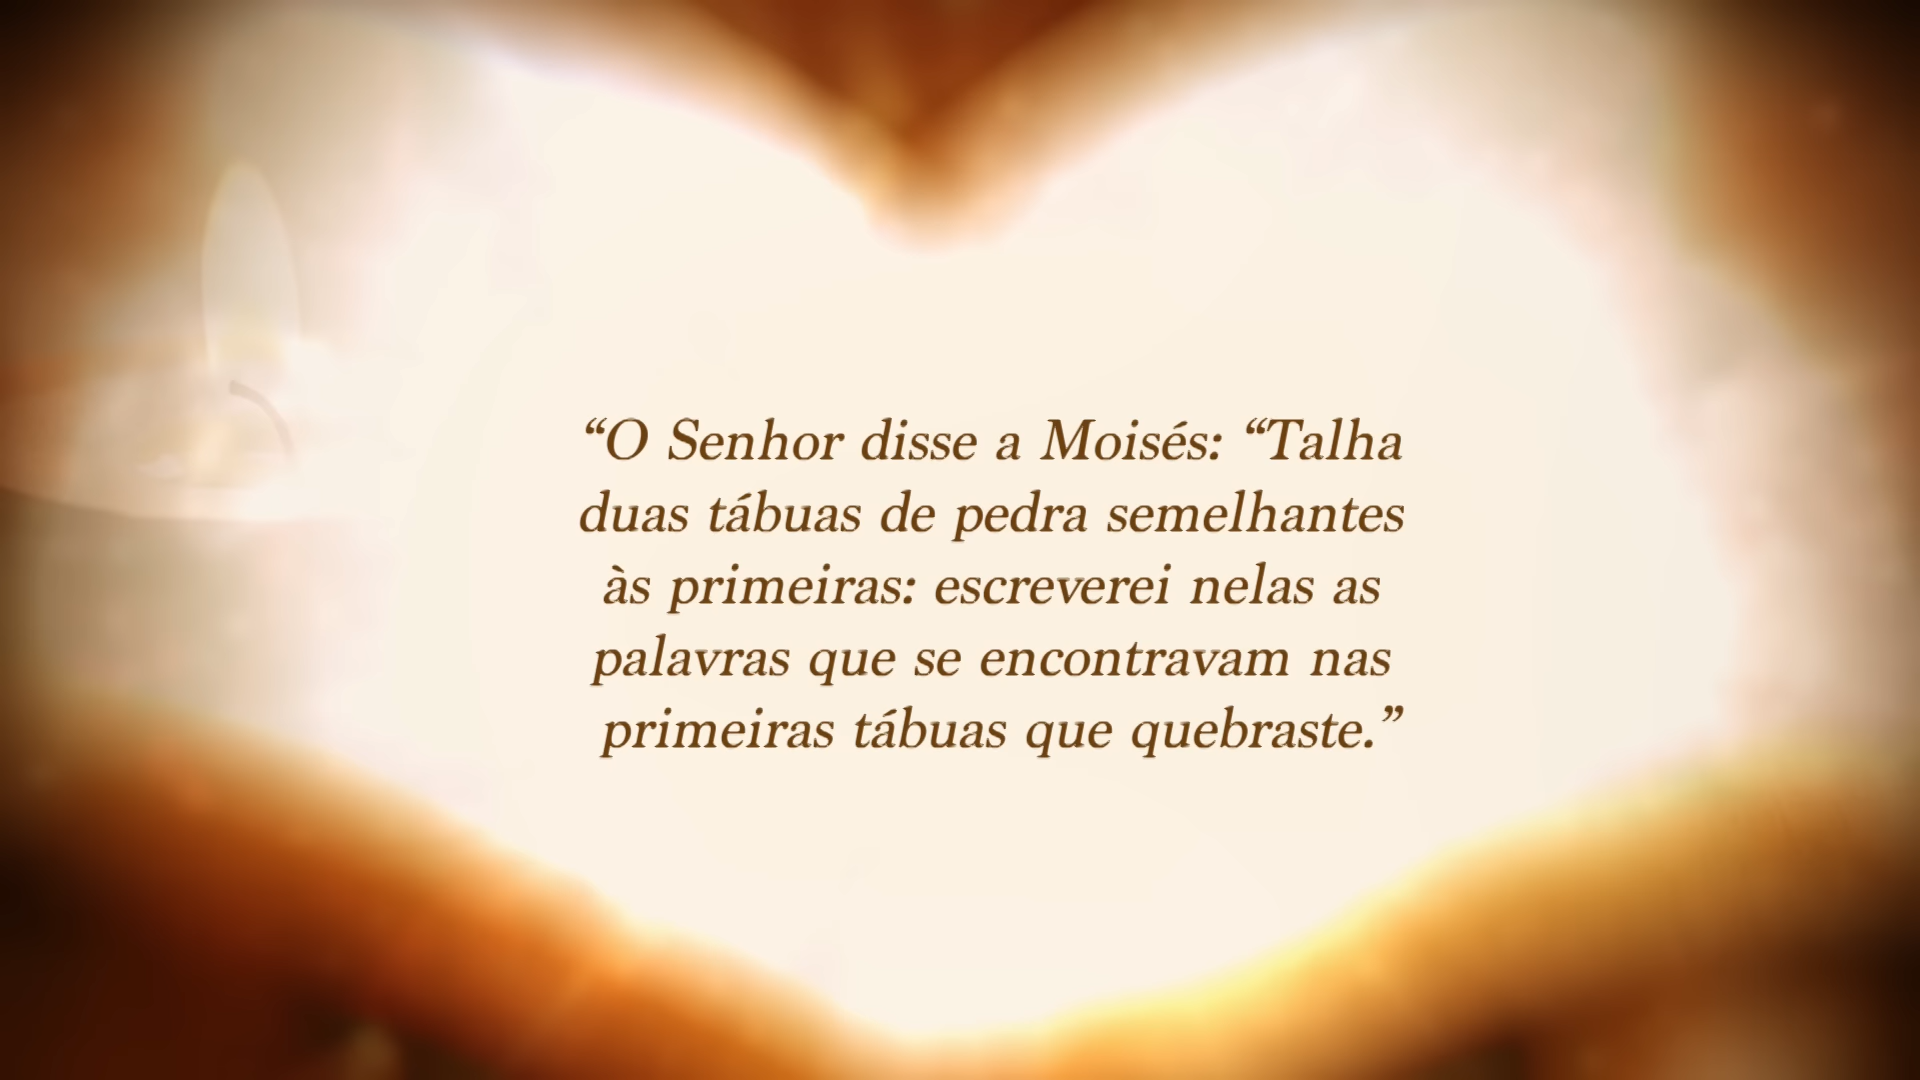 “O Senhor disse a Moisés: “Talha
duas tábuas de pedra semelhantes
às primeiras: escreverei nelas as
palavras que se encontravam nas
primeiras tábuas que quebraste.”